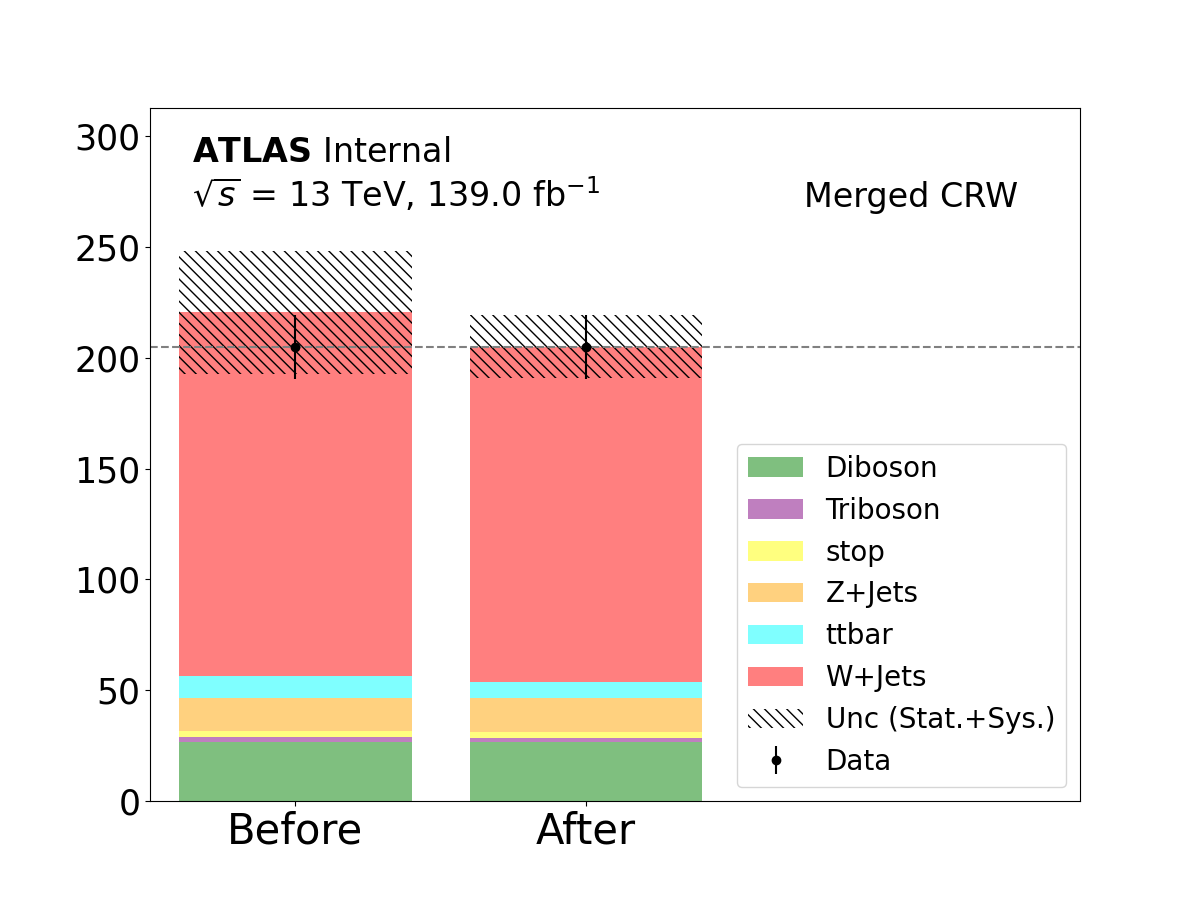 ATLAS Internal
√s = 13 TeV, 139.0 fb⁻¹
Merged CRW
300
250
200
150
100
50
0
Diboson
Triboson
stop
Z+Jets
ttbar
W+Jets
Unc (Stat.+Sys.)
Data
Before
After